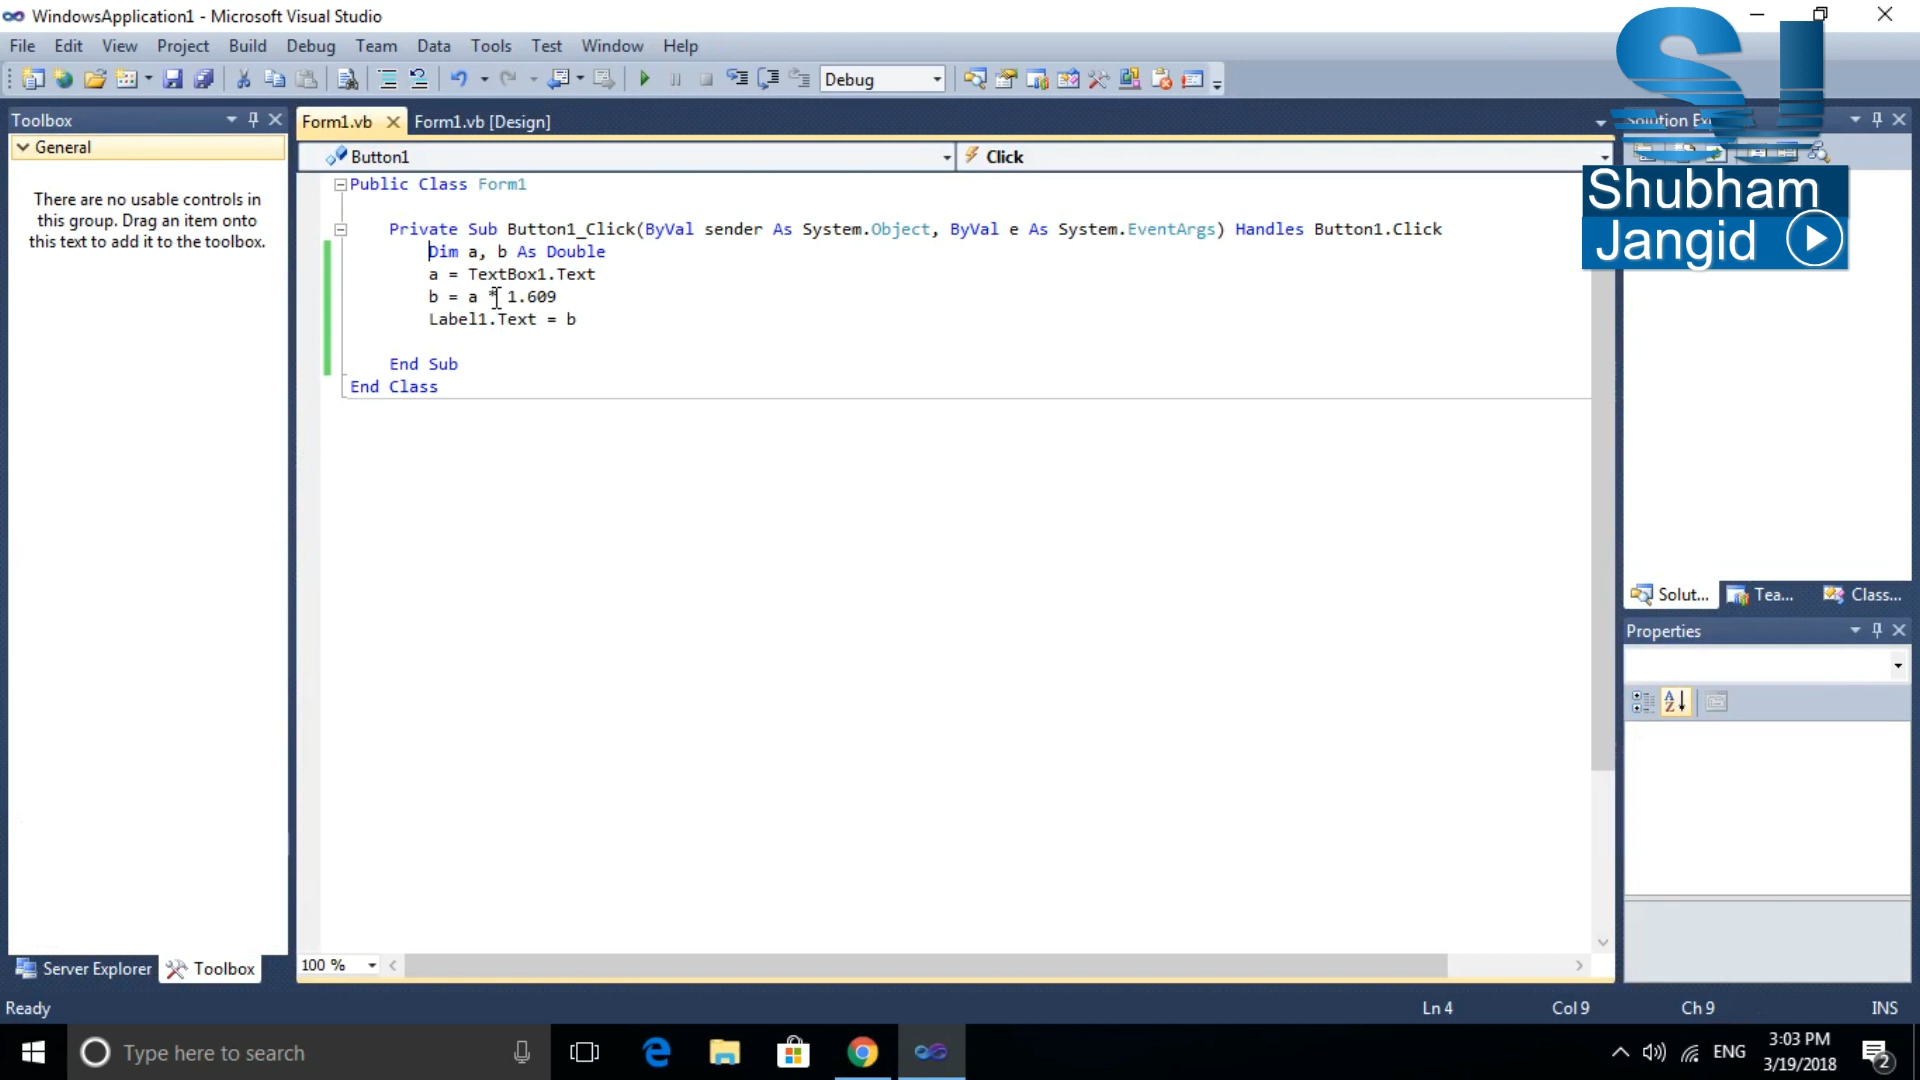 WindowsApplication1 - Microsoft Visual Studio
File Edit View Project Build Debug Team Data Tools Test Window Help
Debug
SJ
Shubham
Jangid
Toolbox
General
There are no usable controls in
this group. Drag an item onto
this text to add it to the toolbox.
Server Explorer Toolbox
Form1.vb Form1.vb [Design]
Button1 Click
Public Class Form1
Private Sub Button1_Click(ByVal sender As System.Object, ByVal e As System.EventArgs) Handles Button1.Click
Dim a, b As Double
a = TextBox1.Text
b = a * 1.609
Label1.Text = b
End Sub
End Class
100 %
Solution
Solut... Tea... Class...
Properties
Ready Ln 4 Col 9 Ch 9 INS
Type here to search
ENG
3:03 PM
3/19/2018
2